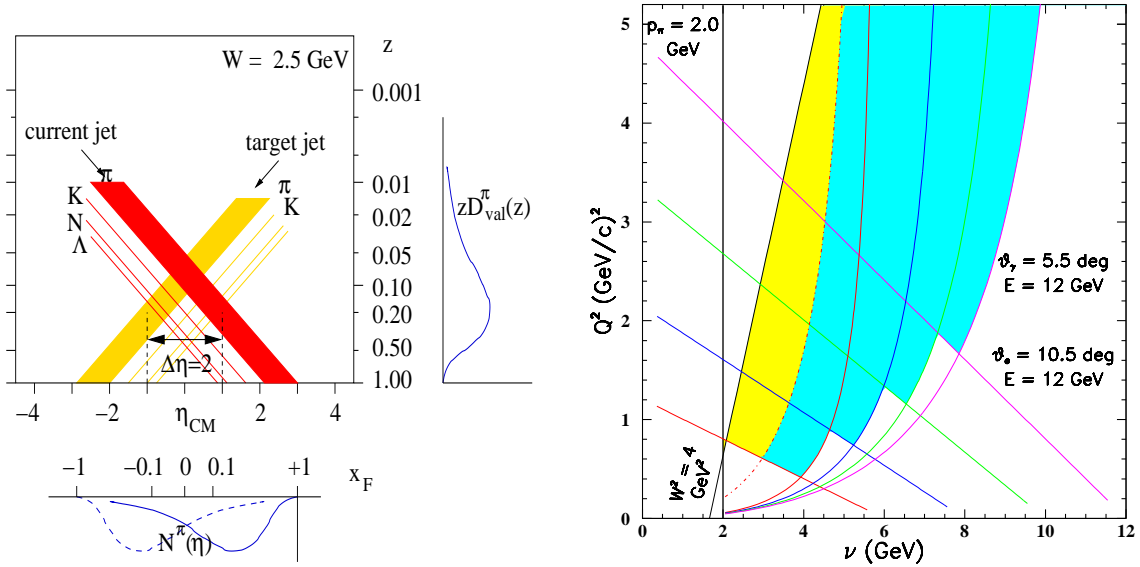 W = 2.5 GeV
z
0.001
current jet
target jet
π
π
K
K
N
Λ
0.01
0.02
0.05
0.10
0.20
0.50
1.00
zD^π_val(z)
Δη=2
−4
−2
η_CM
2
4
−1
−0.1
0
0.1
+1
x_F
N^π(η)
p_π = 2.0
GeV
Q² (GeV/c)²
5
4
3
2
1
0
ϑ_γ = 5.5 deg
E = 12 GeV
ϑ_e = 10.5 deg
E = 12 GeV
W² = 4
GeV²
0
2
4
6
8
10
12
ν (GeV)